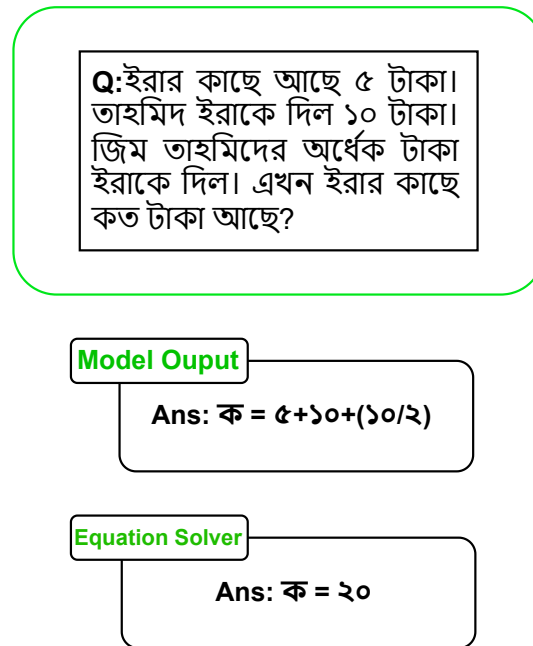 Q:ইরার কাছে আছে ৫ টাকা।
তাহমিদ ইরাকে দিল ১০ টাকা।
জিম তাহমিদের অর্ধেক টাকা
ইরাকে দিল। এখন ইরার কাছে
কত টাকা আছে?
Model Ouput
Ans: ক = ৫+১০+(১০/২)
Equation Solver
Ans: ক = ২০